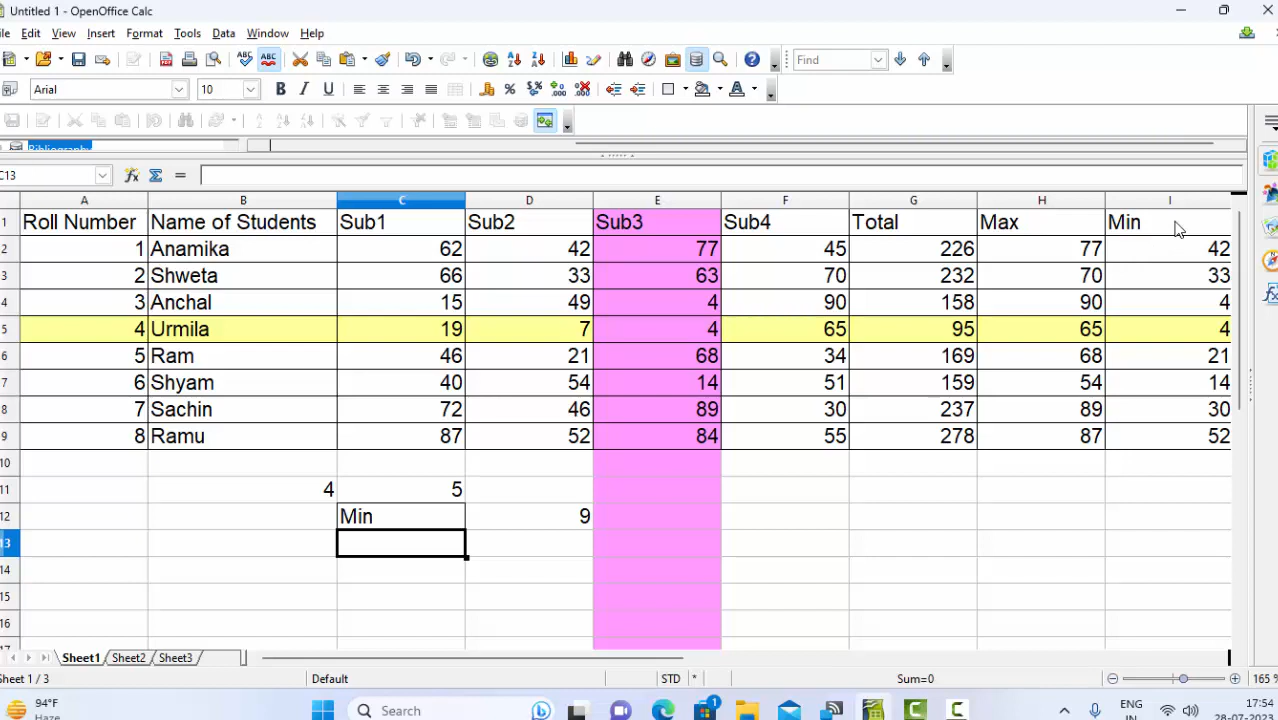 Untitled 1 - OpenOffice Calc
Edit View Insert Format Tools Data Window Help
Find
Arial 10
Bibliography
C13
A B C D E F G H I
1 Roll Number Name of Students Sub1 Sub2 Sub3 Sub4 Total Max Min
2 1 Anamika 62 42 77 45 226 77 42
3 2 Shweta 66 33 63 70 232 70 33
4 3 Anchal 15 49 4 90 158 90 4
5 4 Urmila 19 7 4 65 95 65 4
6 5 Ram 46 21 68 34 169 68 21
7 6 Shyam 40 54 14 51 159 54 14
8 7 Sachin 72 46 89 30 237 89 30
9 8 Ramu 87 52 84 55 278 87 52
10
11 4 5
12 Min 9
13
14
15
16
17
Sheet1 Sheet2 Sheet3
Sheet 1 / 3 Default STD * Sum=0 165 %
94°F
Haze
Search
ENG
IN
17:54